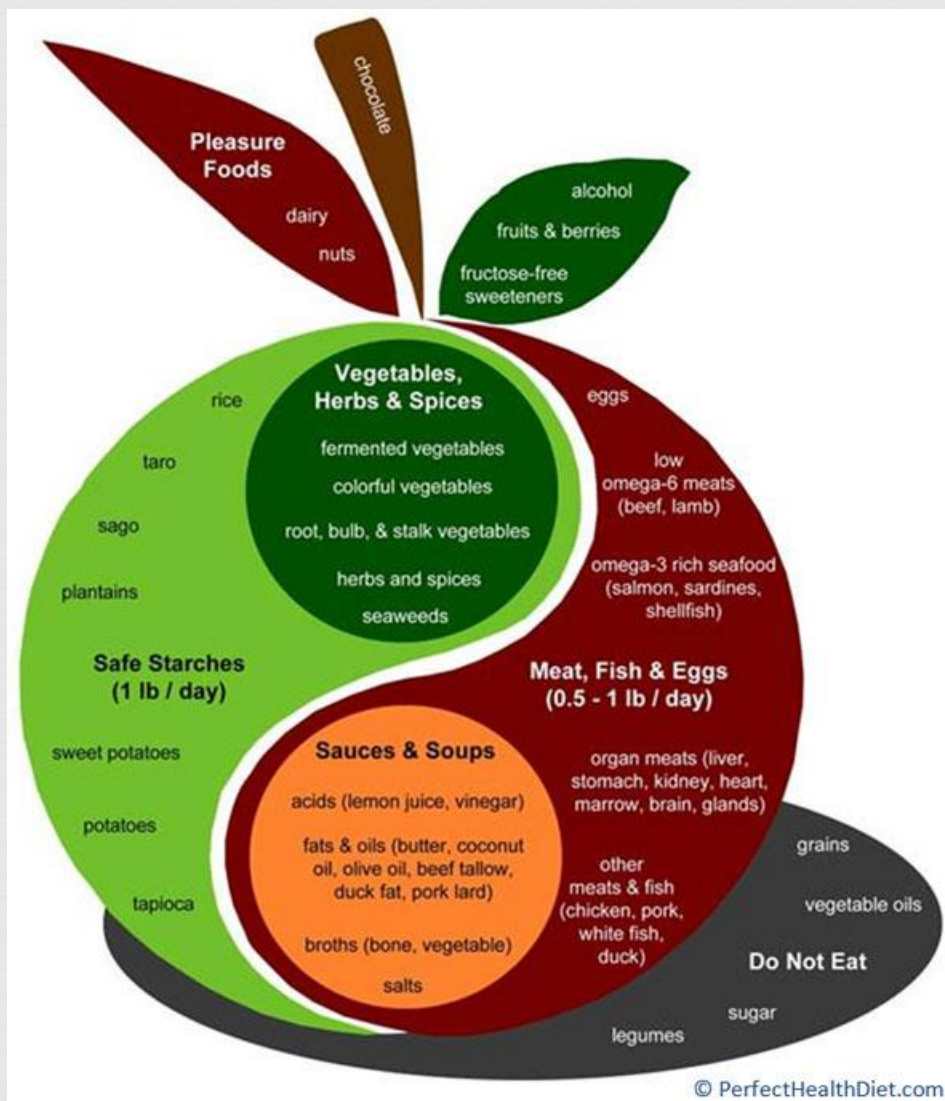 chocolate
Pleasure
Foods
dairy
nuts
alcohol
fruits & berries
fructose-free
sweeteners
Vegetables,
Herbs & Spices
fermented vegetables
colorful vegetables
root, bulb, & stalk vegetables
herbs and spices
seaweeds
rice
taro
sago
plantains
Safe Starches
(1 lb / day)
sweet potatoes
potatoes
tapioca
eggs
low
omega-6 meats
(beef, lamb)
omega-3 rich seafood
(salmon, sardines,
shellfish)
Meat, Fish & Eggs
(0.5 - 1 lb / day)
organ meats (liver,
stomach, kidney, heart,
marrow, brain, glands)
other
meats & fish
(chicken, pork,
white fish,
duck)
Sauces & Soups
acids (lemon juice, vinegar)
fats & oils (butter, coconut
oil, olive oil, beef tallow,
duck fat, pork lard)
broths (bone, vegetable)
salts
grains
vegetable oils
Do Not Eat
sugar
legumes
© PerfectHealthDiet.com